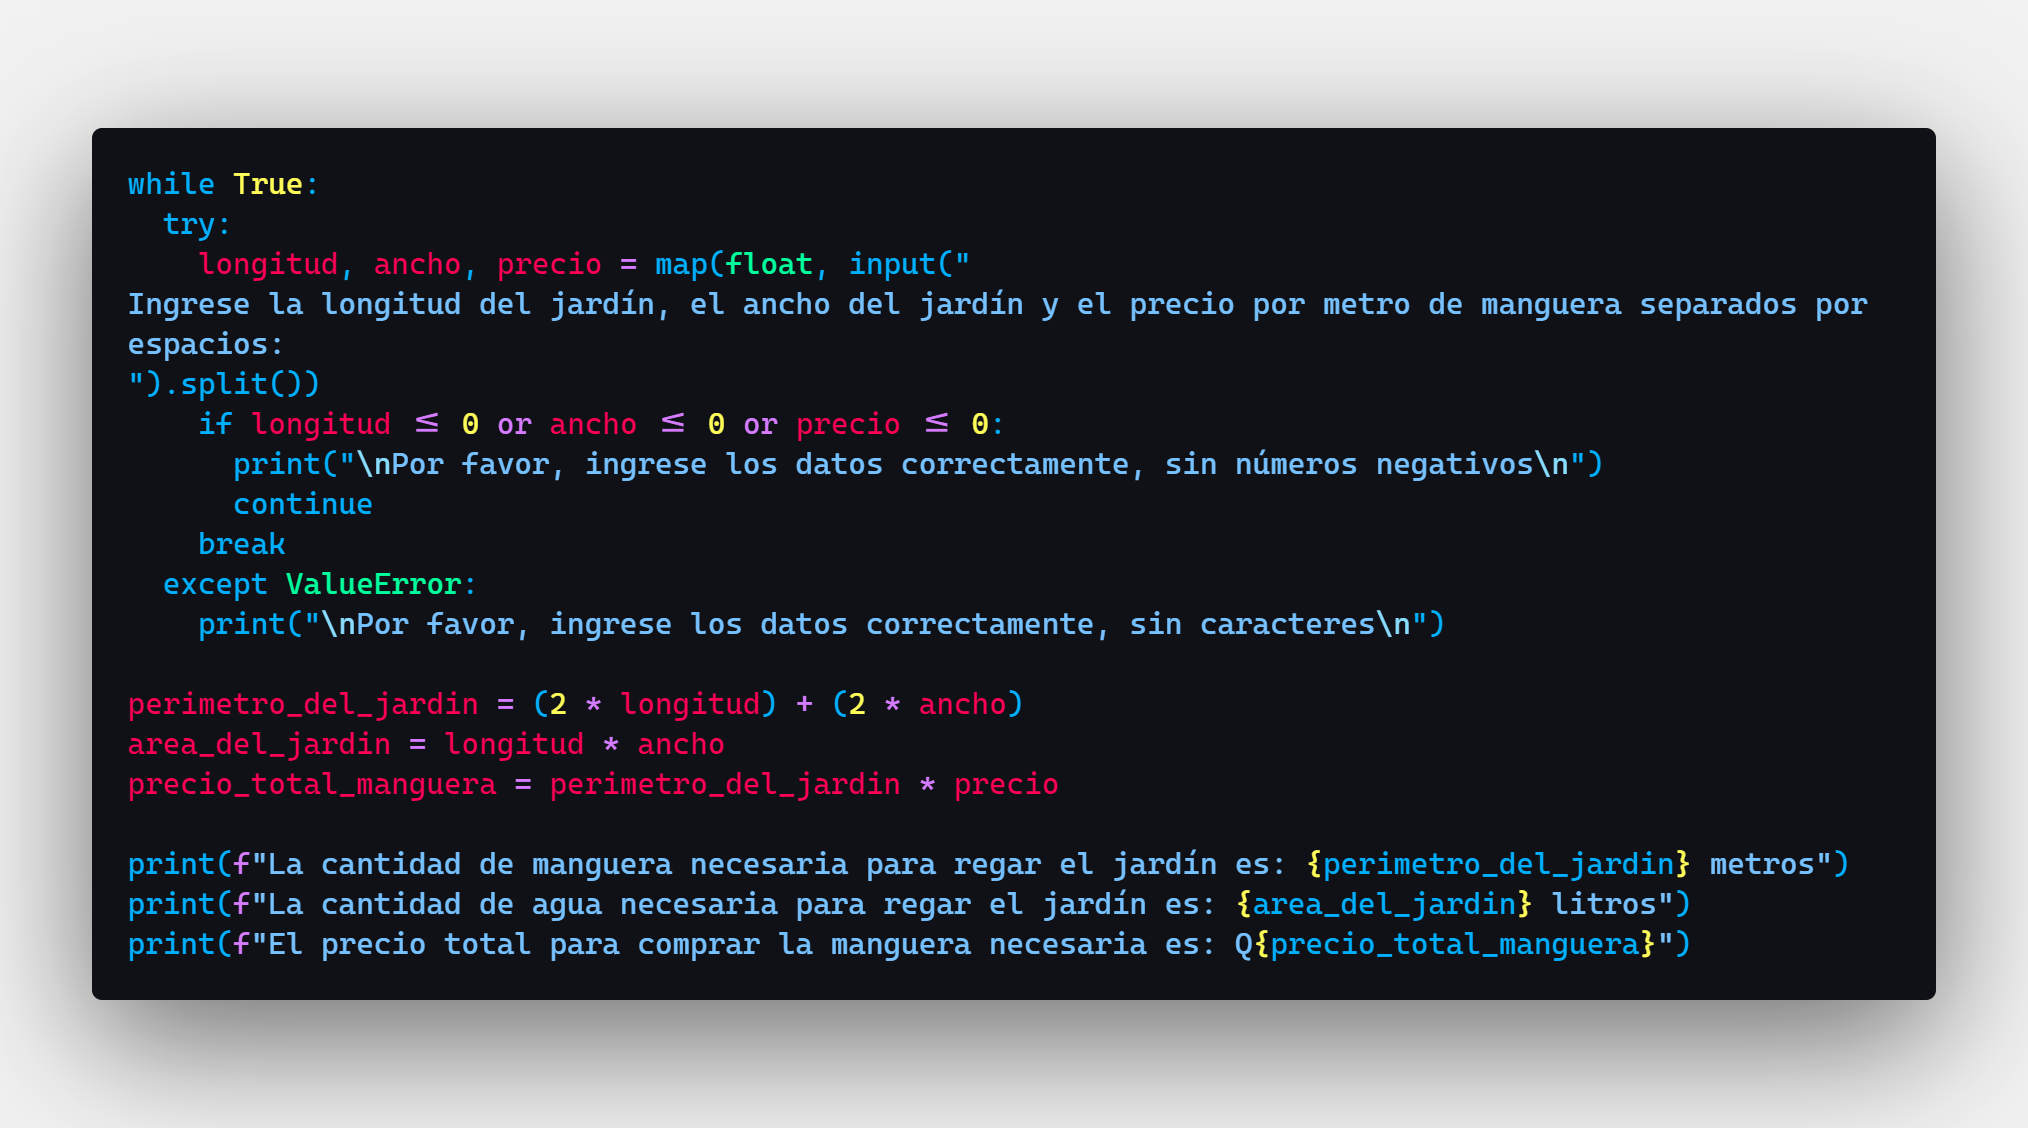 while True:
  try:
    longitud, ancho, precio = map(float, input("
Ingrese la longitud del jardín, el ancho del jardín y el precio por metro de manguera separados por
espacios:
").split())
    if longitud ≤ 0 or ancho ≤ 0 or precio ≤ 0:
      print("\nPor favor, ingrese los datos correctamente, sin números negativos\n")
      continue
    break
  except ValueError:
    print("\nPor favor, ingrese los datos correctamente, sin caracteres\n")

perimetro_del_jardin = (2 * longitud) + (2 * ancho)
area_del_jardin = longitud * ancho
precio_total_manguera = perimetro_del_jardin * precio

print(f"La cantidad de manguera necesaria para regar el jardín es: {perimetro_del_jardin} metros")
print(f"La cantidad de agua necesaria para regar el jardín es: {area_del_jardin} litros")
print(f"El precio total para comprar la manguera necesaria es: Q{precio_total_manguera}")